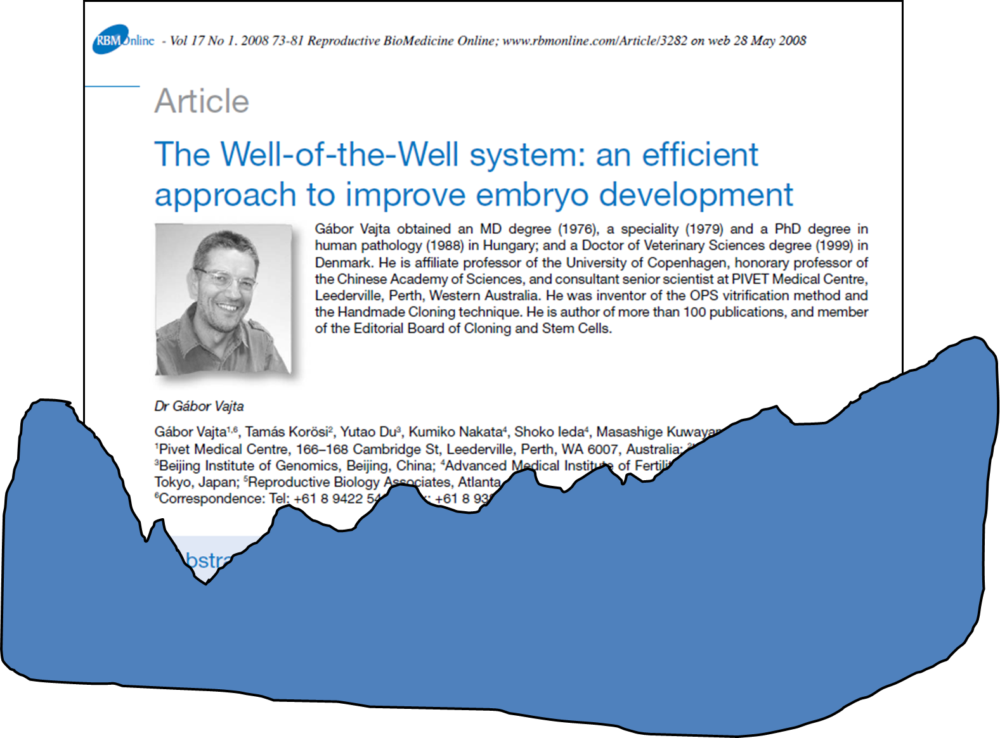 RBMOnline - Vol 17 No 1. 2008 73-81 Reproductive BioMedicine Online; www.rbmonline.com/Article/3282 on web 28 May 2008
Article
The Well-of-the-Well system: an efficient
approach to improve embryo development
Gábor Vajta obtained an MD degree (1976), a speciality (1979) and a PhD degree in
human pathology (1988) in Hungary; and a Doctor of Veterinary Sciences degree (1999) in
Denmark. He is affiliate professor of the University of Copenhagen, honorary professor of
the Chinese Academy of Sciences, and consultant senior scientist at PIVET Medical Centre,
Leederville, Perth, Western Australia. He was inventor of the OPS vitrification method and
the Handmade Cloning technique. He is author of more than 100 publications, and member
of the Editorial Board of Cloning and Stem Cells.
Dr Gábor Vajta
Gábor Vajta1,6, Tamás Korösi2, Yutao Du3, Kumiko Nakata4, Shoko Ieda4, Masashige
1Pivet Medical Centre, 166–168 Cambridge St, Leederville, Perth, WA 6007, Australia;
3Beijing Institute of Genomics, Beijing, China; 4Advanced Medical Institute of
Tokyo, Japan; 5Reproductive Biology Associates, Atlanta
6Correspondence: Tel: +61 8 9422 +61 8